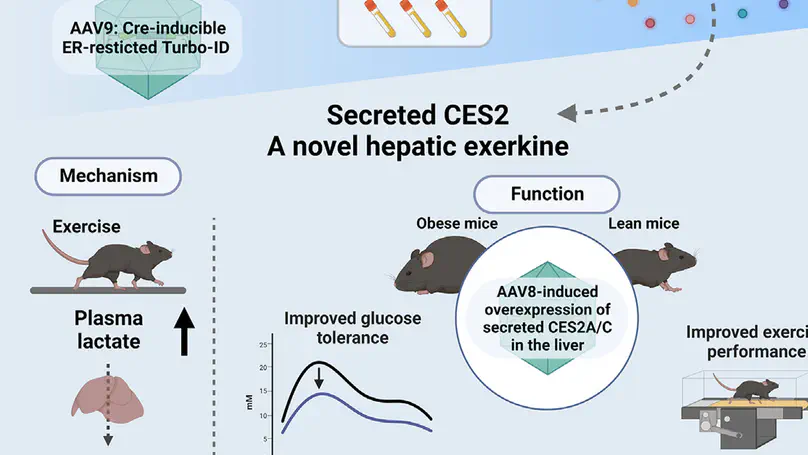 AAV9: Cre-inducible
ER-resticted Turbo-ID
Secreted CES2
A novel hepatic exerkine
Mechanism
Function
Exercise
Obese mice
Lean mice
Plasma
lactate
Improved glucose
tolerance
AAV8-induced
overexpression of
secreted CES2A/C
in the liver
Improved exerci
performance
25
20
15
10
5
mM